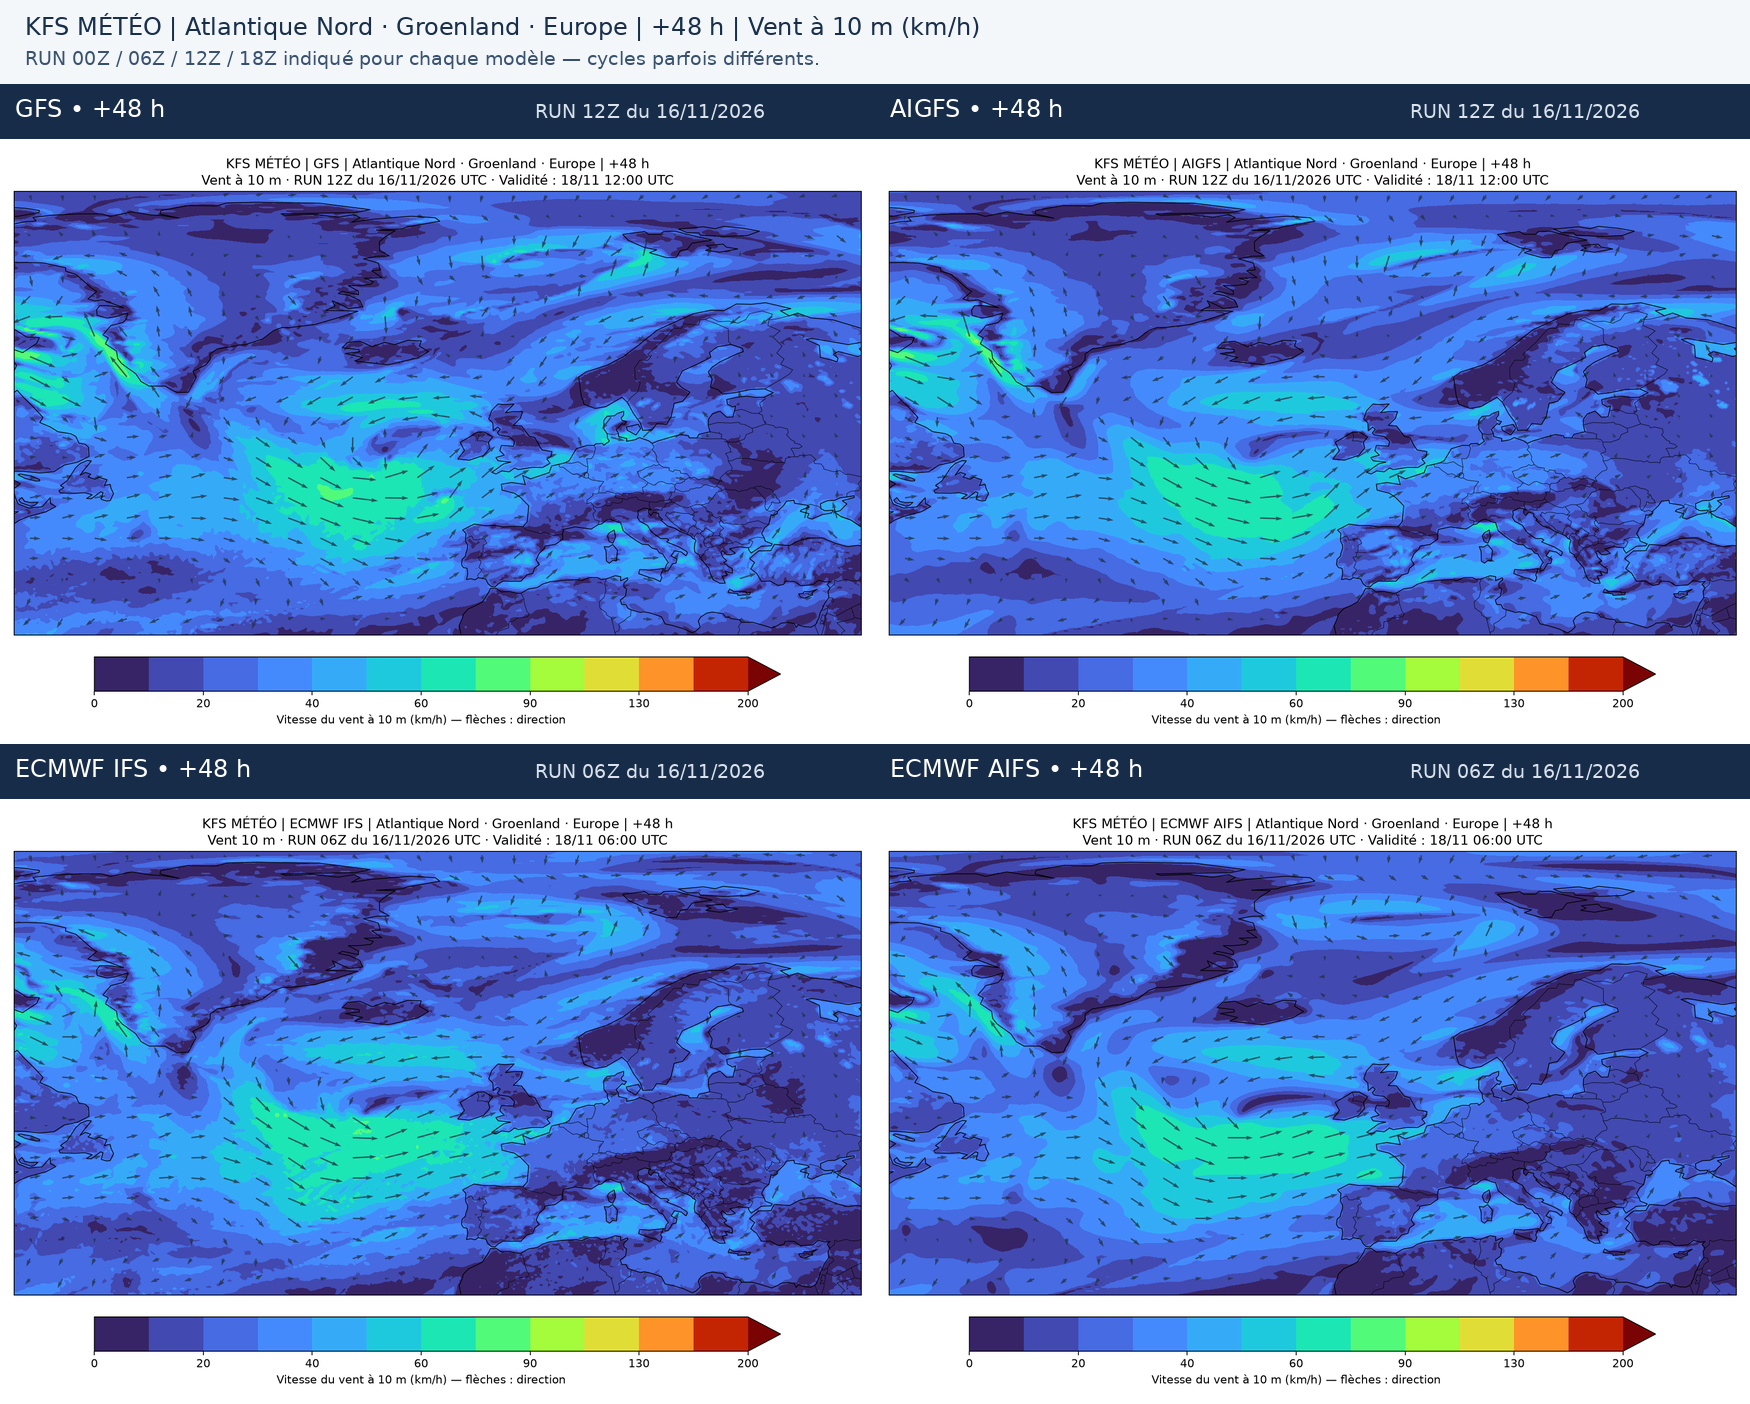 KFS MÉTÉO | Atlantique Nord · Groenland · Europe | +48 h | Vent à 10 m (km/h)
RUN 00Z / 06Z / 12Z / 18Z indiqué pour chaque modèle — cycles parfois différents.
GFS • +48 h
RUN 12Z du 16/11/2026
KFS MÉTÉO | GFS | Atlantique Nord · Groenland · Europe | +48 h
Vent à 10 m · RUN 12Z du 16/11/2026 UTC · Validité : 18/11 12:00 UTC
0 20 40 60 90 130 200
Vitesse du vent à 10 m (km/h) — flèches : direction
AIGFS • +48 h
RUN 12Z du 16/11/2026
KFS MÉTÉO | AIGFS | Atlantique Nord · Groenland · Europe | +48 h
Vent à 10 m · RUN 12Z du 16/11/2026 UTC · Validité : 18/11 12:00 UTC
0 20 40 60 90 130 200
Vitesse du vent à 10 m (km/h) — flèches : direction
ECMWF IFS • +48 h
RUN 06Z du 16/11/2026
KFS MÉTÉO | ECMWF IFS | Atlantique Nord · Groenland · Europe | +48 h
Vent 10 m · RUN 06Z du 16/11/2026 UTC · Validité : 18/11 06:00 UTC
0 20 40 60 90 130 200
Vitesse du vent à 10 m (km/h) — flèches : direction
ECMWF AIFS • +48 h
RUN 06Z du 16/11/2026
KFS MÉTÉO | ECMWF AIFS | Atlantique Nord · Groenland · Europe | +48 h
Vent 10 m · RUN 06Z du 16/11/2026 UTC · Validité : 18/11 06:00 UTC
0 20 40 60 90 130 200
Vitesse du vent à 10 m (km/h) — flèches : direction